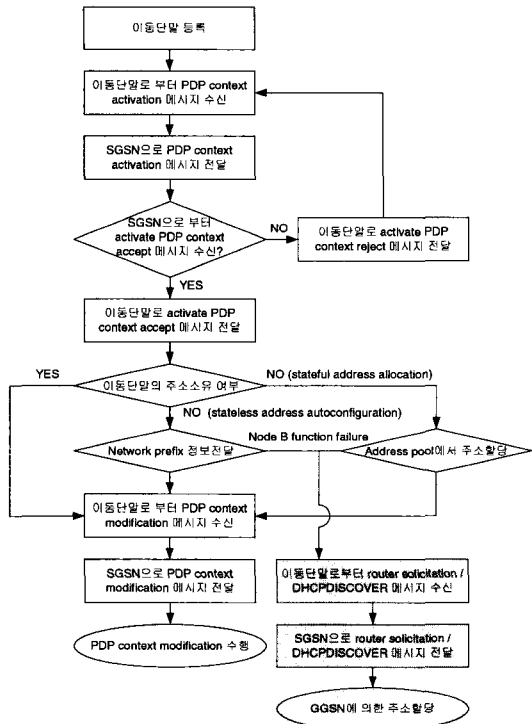 이동단말 등록
이동단말로 부터 PDP context
activation 메시지 수신
SGSN으로 PDP context
activation 메시지 전달
SGSN으로 부터
activate PDP context
accept 메시지 수신?
NO
이동단말로 activate PDP
context reject 메시지 전달
YES
이동단말로 activate PDP
context accept 메시지 전달
YES
이동단말의 주소소유 여부
NO (stateful address allocation)
NO (stateless address autoconfiguration)
Network prefix 정보전달
Node B function failure
Address pool에서 주소할당
이동단말로 부터 PDP context
modification 메시지 수신
SGSN으로 PDP context
modification 메시지 전달
PDP context modification 수행
이동단말로부터 router solicitation /
DHCPDISCOVER 메시지 수신
SGSN으로 router solicitation /
DHCPDISCOVER 메시지 전달
GGSN에 의한 주소할당